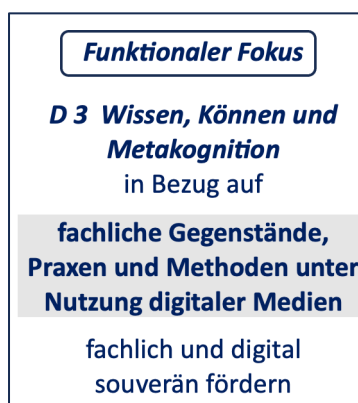 Funktionaler Fokus
D 3 Wissen, Können und
Metakognition
in Bezug auf
fachliche Gegenstände,
Praxen und Methoden unter
Nutzung digitaler Medien
fachlich und digital
souverän fördern